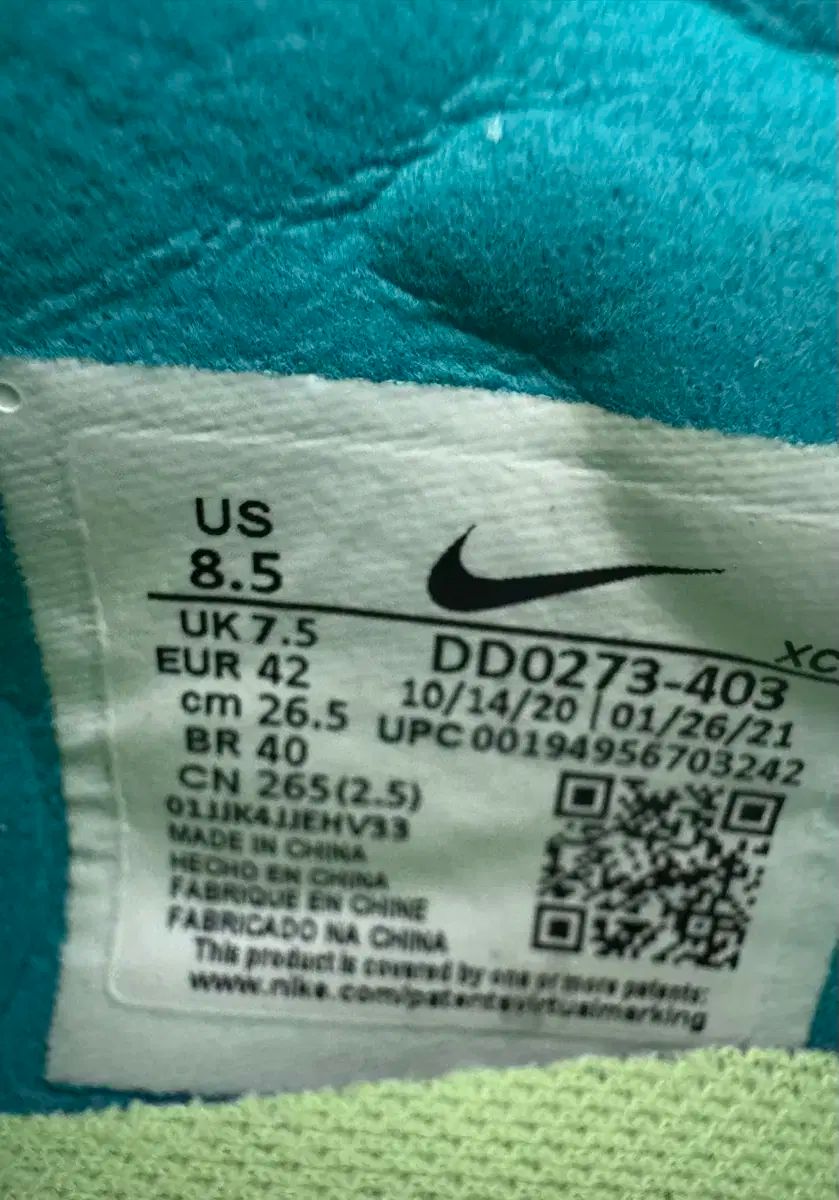 US
8.5
UK 7.5
EUR 42
cm 26.5
BR 40
CN 265(2.5)
01JJK4JJEHV33
MADE IN CHINA
HECHO EN CHINA
FABRIQUE EN CHINE
FABRICADO NA CHINA
This product is covered by one or more patents:
www.nike.com/patentsvirtualmarking
XC
DD0273-403
10/14/20 | 01/26/21
UPC 00194956703242